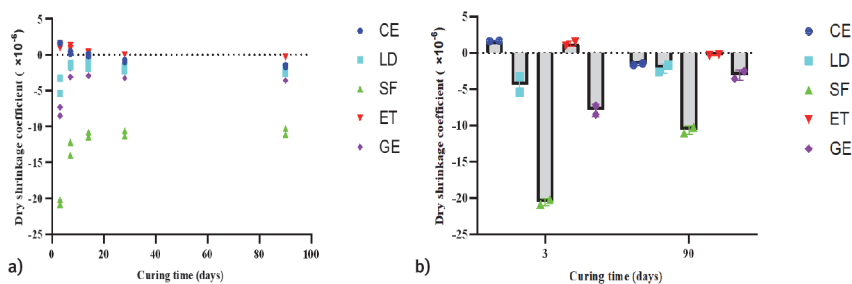 Dry shrinkage coefficient ( ×10⁻⁶)
5
0
-5
-10
-15
-20
-25
0 20 40 60 80 100
Curing time (days)
CE
LD
SF
ET
GE
a)
Dry shrinkage coefficient ( ×10⁻⁶)
5
0
-5
-10
-15
-20
-25
3 90
Curing time (days)
CE
LD
SF
ET
GE
b)